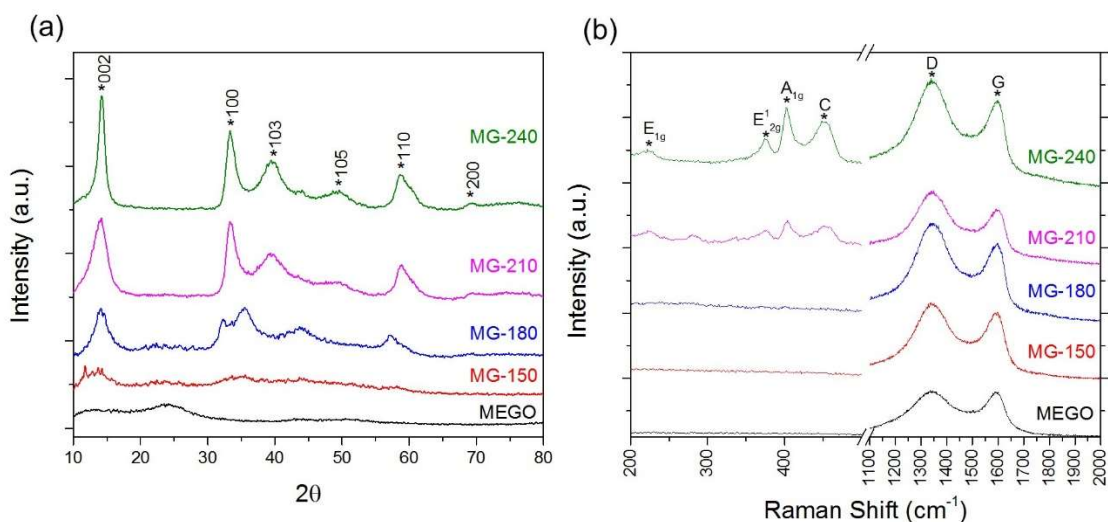 (a)
*002
*100
*103
*105
*110
*200
MG-240
MG-210
MG-180
MG-150
MEGO
Intensity (a.u.)
10 20 30 40 50 60 70 80
2θ
(b)
E1g
*
E¹2g
*
A1g
*
C
*
D
*
G
*
MG-240
MG-210
MG-180
MG-150
MEGO
Intensity (a.u.)
200 300 400 1100 1200 1300 1400 1500 1600 1700 1800 1900 2000
Raman Shift (cm⁻¹)